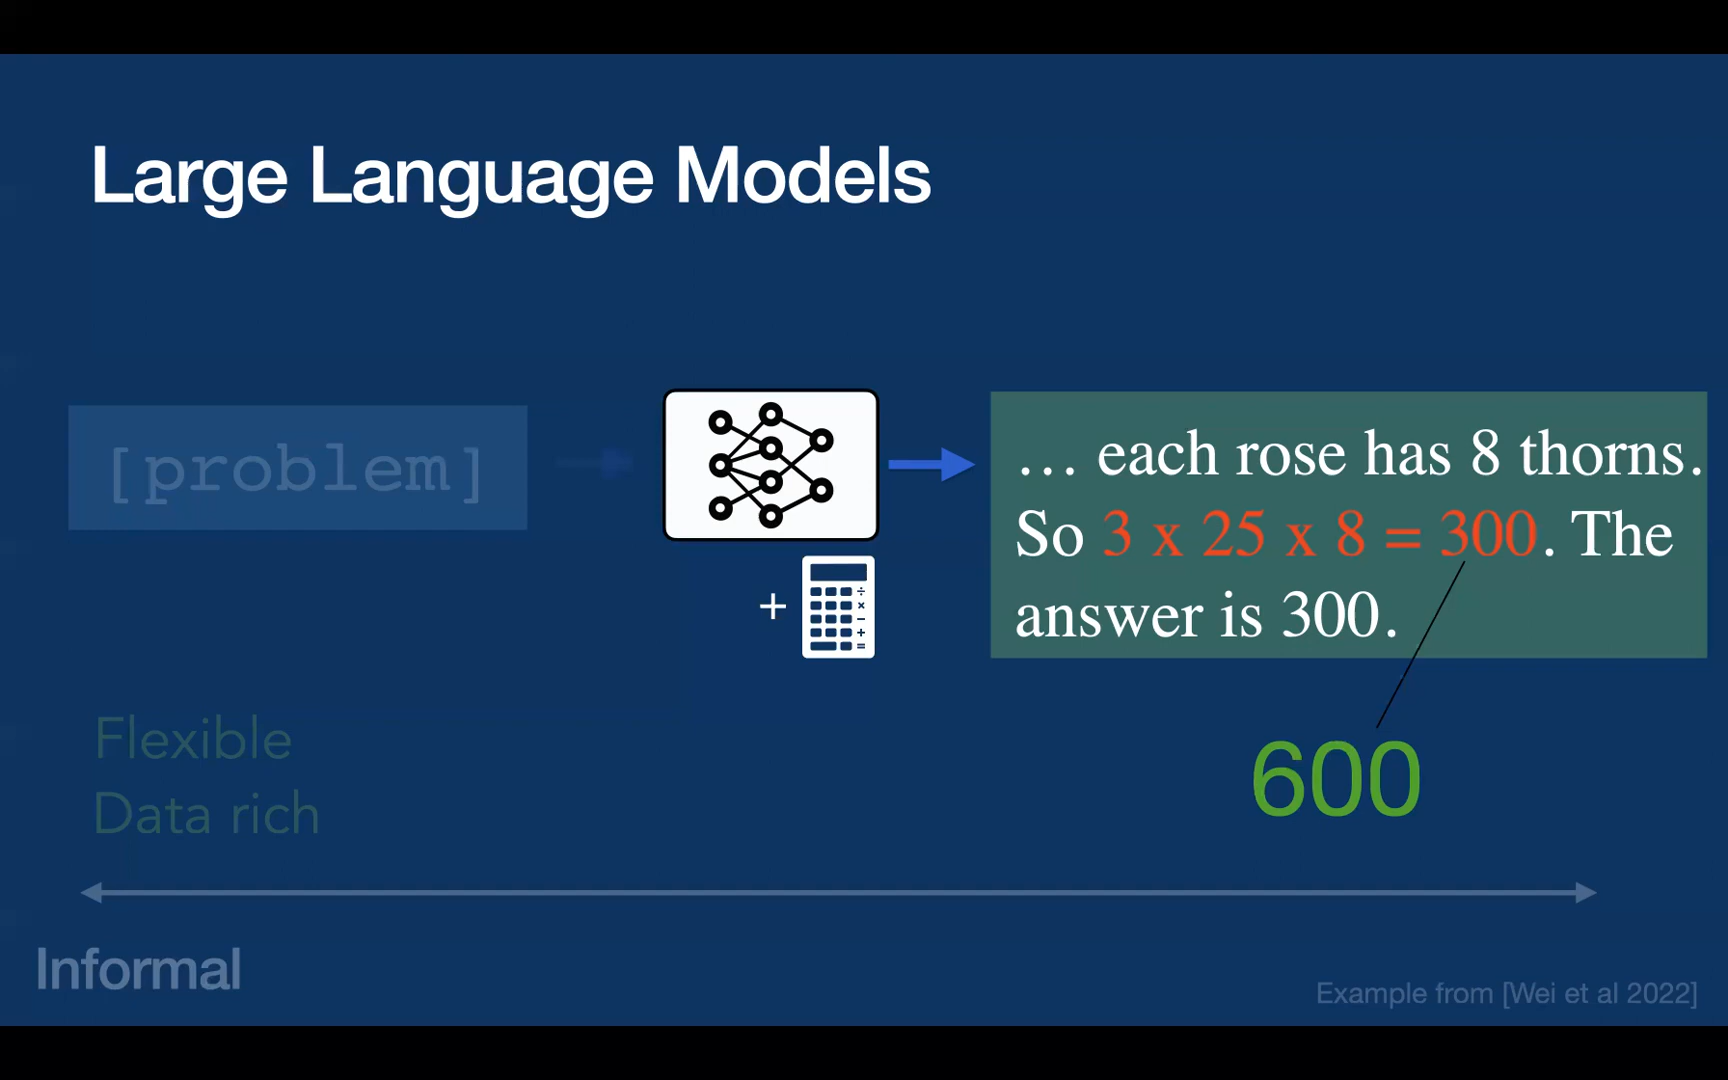 Large Language Models
[problem]
… each rose has 8 thorns.
So 3 x 25 x 8 = 300. The
answer is 300.
+
600
Flexible
Data rich
Informal
Example from [Wei et al 2022]